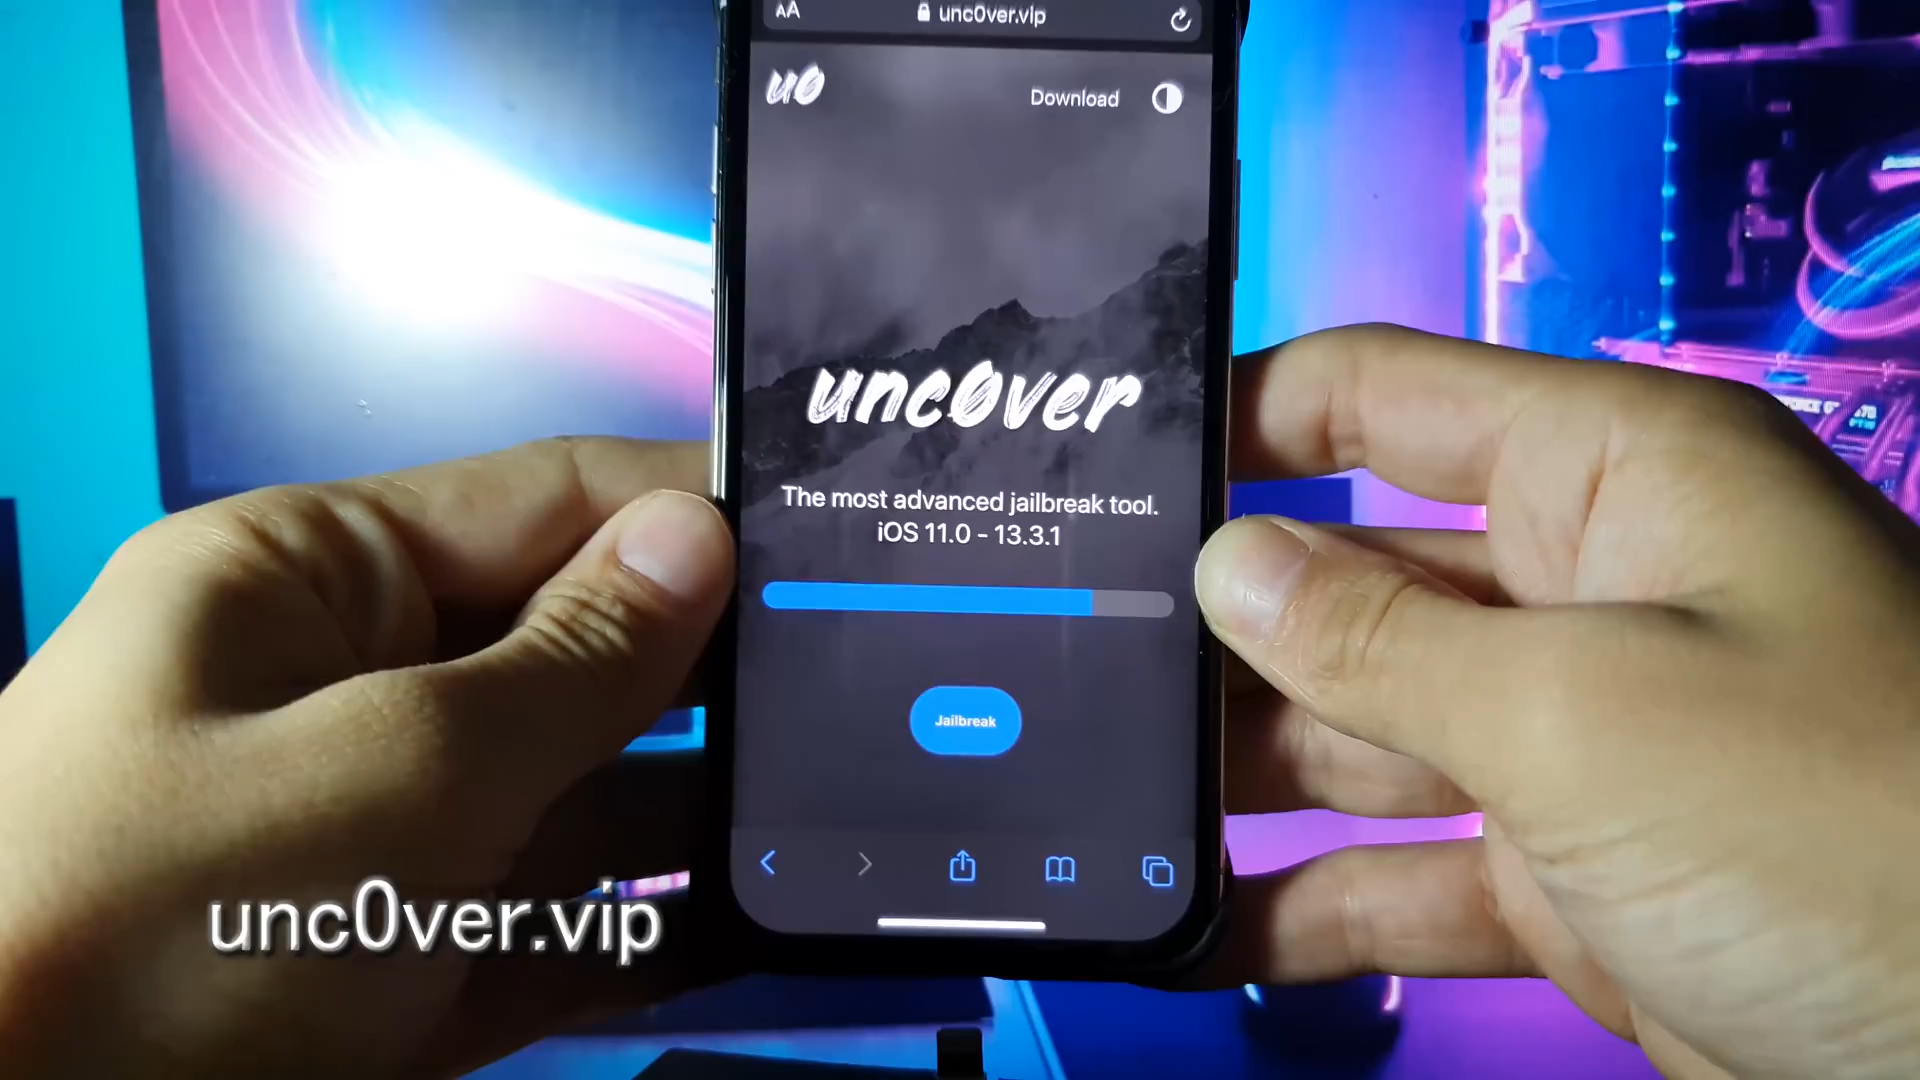 AA unc0ver.vip
u0 Download
unc0ver
The most advanced jailbreak tool.
iOS 11.0 - 13.3.1
Jailbreak
unc0ver.vip